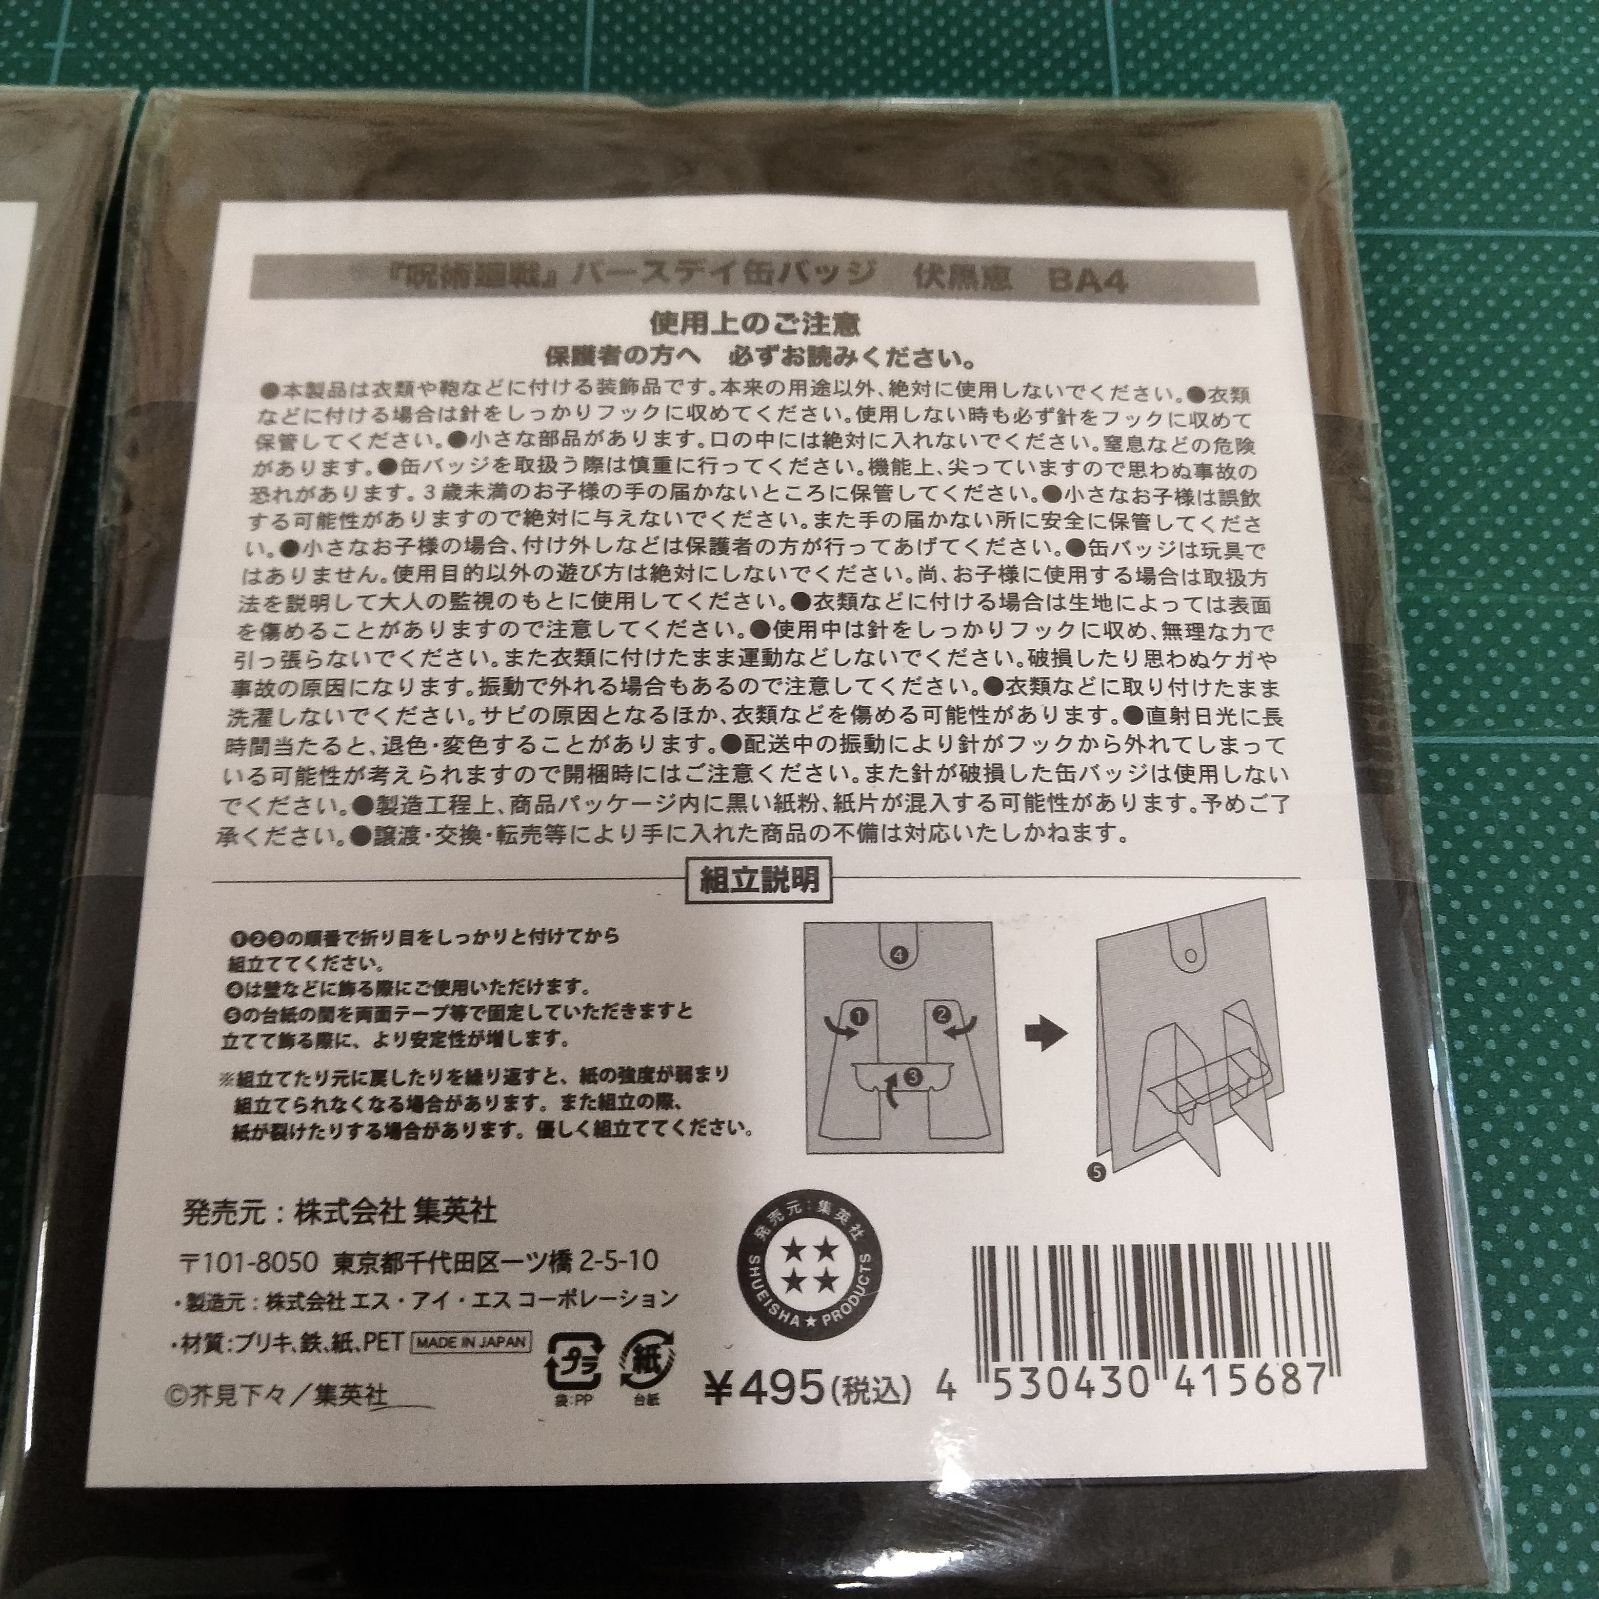 『呪術廻戦』バースデイ缶バッジ 伏黒恵 BA4
使用上のご注意
保護者の方へ 必ずお読みください。
●本製品は衣類や鞄などに付ける装飾品です。本来の用途以外、絶対に使用しないでください。●衣類
などに付ける場合は針をしっかりフックに収めてください。使用しない時も必ず針をフックに収めて
保管してください。●小さな部品があります。口の中には絶対に入れないでください。窒息などの危険
があります。●缶バッジを取扱う際は慎重に行ってください。機能上、尖っていますので思わぬ事故の
恐れがあります。3歳未満のお子様の手の届かないところに保管してください。●小さなお子様は誤飲
する可能性がありますので絶対に与えないでください。また手の届かない所に安全に保管してくださ
い。●小さなお子様の場合、付け外しなどは保護者の方が行ってあげてください。●缶バッジは玩具で
はありません。使用目的以外の遊び方は絶対にしないでください。尚、お子様に使用する場合は取扱方
法を説明して大人の監視のもとに使用してください。●衣類などに付ける場合は生地によっては表面
を傷めることがありますので注意してください。●使用中は針をしっかりフックに収め、無理な力で
引っ張らないでください。また衣類に付けたまま運動などしないでください。破損したり思わぬケガや
事故の原因になります。振動で外れる場合もあるので注意してください。●衣類などに取り付けたまま
洗濯しないでください。サビの原因となるほか、衣類などを傷める可能性があります。●直射日光に長
時間当たると、退色・変色することがあります。●配送中の振動により針がフックから外れてしまって
いる可能性が考えられますので開梱時にはご注意ください。また針が破損した缶バッジは使用しない
でください。●製造工程上、商品パッケージ内に黒い紙粉、紙片が混入する可能性があります。予めご了
承ください。●譲渡・交換・転売等により手に入れた商品の不備は対応いたしかねます。
組立説明
❶❷❸の順番で折り目をしっかりと付けてから
組立ててください。
❹は壁などに飾る際にご使用いただけます。
❺の台紙の間を両面テープ等で固定していただきますと
立てて飾る際に、より安定性が増します。
※組立てたり元に戻したりを繰り返すと、紙の強度が弱まり
組立てられなくなる場合があります。また組立の際、
紙が裂けたりする場合があります。優しく組立ててください。
❹
❶ ❷
❸
❺
発売元：株式会社 集英社
〒101-8050 東京都千代田区一ツ橋 2-5-10
・製造元：株式会社 エス・アイ・エス コーポレーション
・材質：ブリキ、鉄、紙、PET MADE IN JAPAN
©芥見下々／集英社
プラ
袋:PP
紙
台紙
発売元：集英社
SHUEISHA★PRODUCTS
¥495(税込)
4 530430 415687